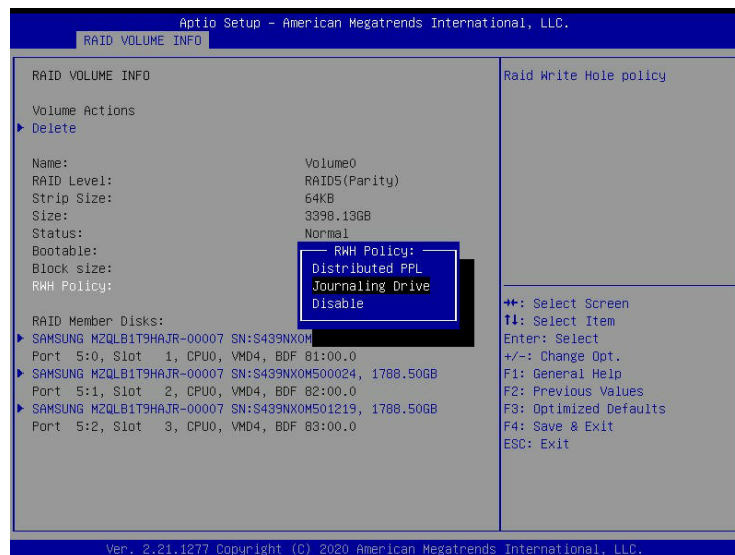 Aptio Setup – American Megatrends International, LLC.
RAID VOLUME INFO
RAID VOLUME INFO
Volume Actions
Delete
Name: Volume0
RAID Level: RAID5(Parity)
Strip Size: 64KB
Size: 3398.13GB
Status: Normal
Bootable:
Block size:
RWH Policy:
RWH Policy:
Distributed PPL
Journaling Drive
Disable
RAID Member Disks:
SAMSUNG MZQLB1T9HAJR-00007 SN:S439NXOM
Port 5:0, Slot 1, CPU0, VMD4, BDF 81:00.0
SAMSUNG MZQLB1T9HAJR-00007 SN:S439NXOM500024, 1788.50GB
Port 5:1, Slot 2, CPU0, VMD4, BDF 82:00.0
SAMSUNG MZQLB1T9HAJR-00007 SN:S439NXOM501219, 1788.50GB
Port 5:2, Slot 3, CPU0, VMD4, BDF 83:00.0
Raid Write Hole policy
→←: Select Screen
↑↓: Select Item
Enter: Select
+/-: Change Opt.
F1: General Help
F2: Previous Values
F3: Optimized Defaults
F4: Save & Exit
ESC: Exit
Ver. 2.21.1277 Copyright (C) 2020 American Megatrends International, LLC.